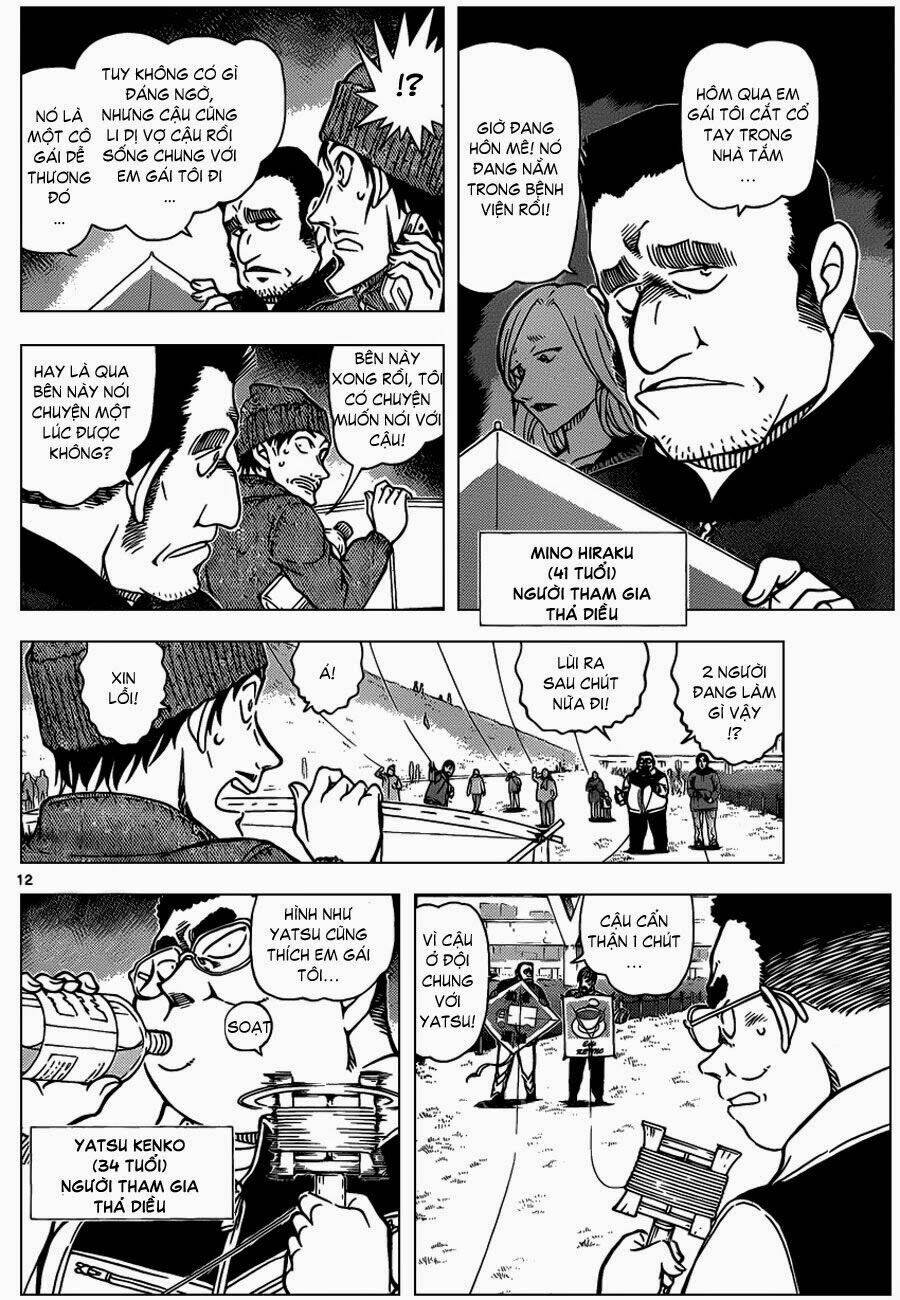 HÔM QUA EM
GÁI TÔI CẮT CỔ
TAY TRONG
NHÀ TẮM
...
GIỜ ĐANG
HÔN MÊ! NÓ
ĐANG NẰM
TRONG BỆNH
VIỆN RỒI!
MINO HIRAKU
(41 TUỔI)
NGƯỜI THAM GIA
THẢ DIỀU
!?
TUY KHÔNG CÓ GÌ
ĐÁNG NGỜ,
NHƯNG CẬU CŨNG
LI DỊ VỢ CẬU RỒI
SỐNG CHUNG VỚI
EM GÁI TÔI ĐI
...
NÓ LÀ
MỘT CÔ
GÁI DỄ
THƯƠNG
ĐÓ
...
BÊN NÀY
XONG RỒI, TÔI
CÓ CHUYỆN
MUỐN NÓI VỚI
CẬU!
HAY LÀ QUA
BÊN NÀY NÓI
CHUYỆN MỘT
LÚC ĐƯỢC
KHÔNG?
2 NGƯỜI
ĐANG LÀM
GÌ VẬY
!?
LÙI RA
SAU CHÚT
NỮA ĐI!
Á!
XIN
LỖI!
12
CẬU CẨN
THẬN 1 CHÚT
...
VÌ CẬU
Ở ĐỘI
CHUNG
VỚI
YATSU!
HÌNH NHƯ
YATSU CŨNG
THÍCH EM GÁI
TÔI...
SOẠT
YATSU KENKO
(34 TUỔI)
NGƯỜI THAM GIA
THẢ DIỀU